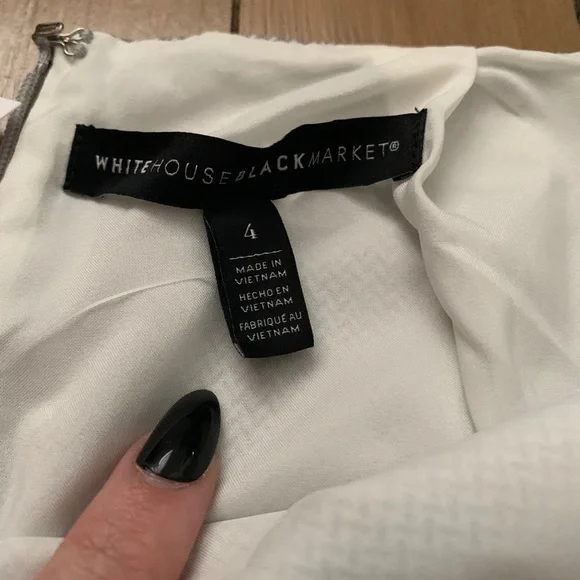 WHITEHOUSEBLACKMARKET®
4
MADE IN
VIETNAM
HECHO EN
VIETNAM
FABRIQUÉ AU
VIETNAM